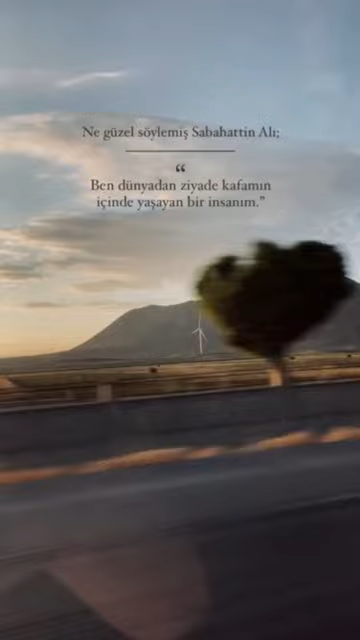 Ne güzel söylemiş Sabahattin Ali;
“
Ben dünyadan ziyade kafamın
içinde yaşayan bir insanım.”